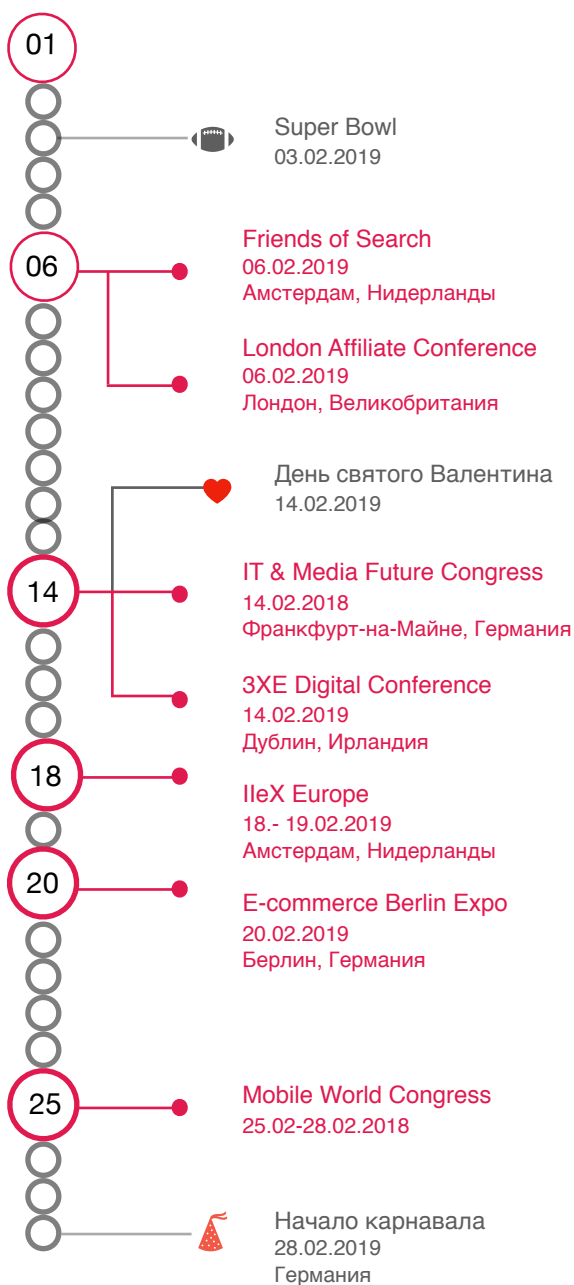 01
Super Bowl
03.02.2019
06
Friends of Search
06.02.2019
Амстердам, Нидерланды
London Affiliate Conference
06.02.2019
Лондон, Великобритания
День святого Валентина
14.02.2019
14
IT & Media Future Congress
14.02.2018
Франкфурт-на-Майне, Германия
3XE Digital Conference
14.02.2019
Дублин, Ирландия
18
IIeX Europe
18.- 19.02.2019
Амстердам, Нидерланды
20
E-commerce Berlin Expo
20.02.2019
Берлин, Германия
25
Mobile World Congress
25.02-28.02.2018
Начало карнавала
28.02.2019
Германия